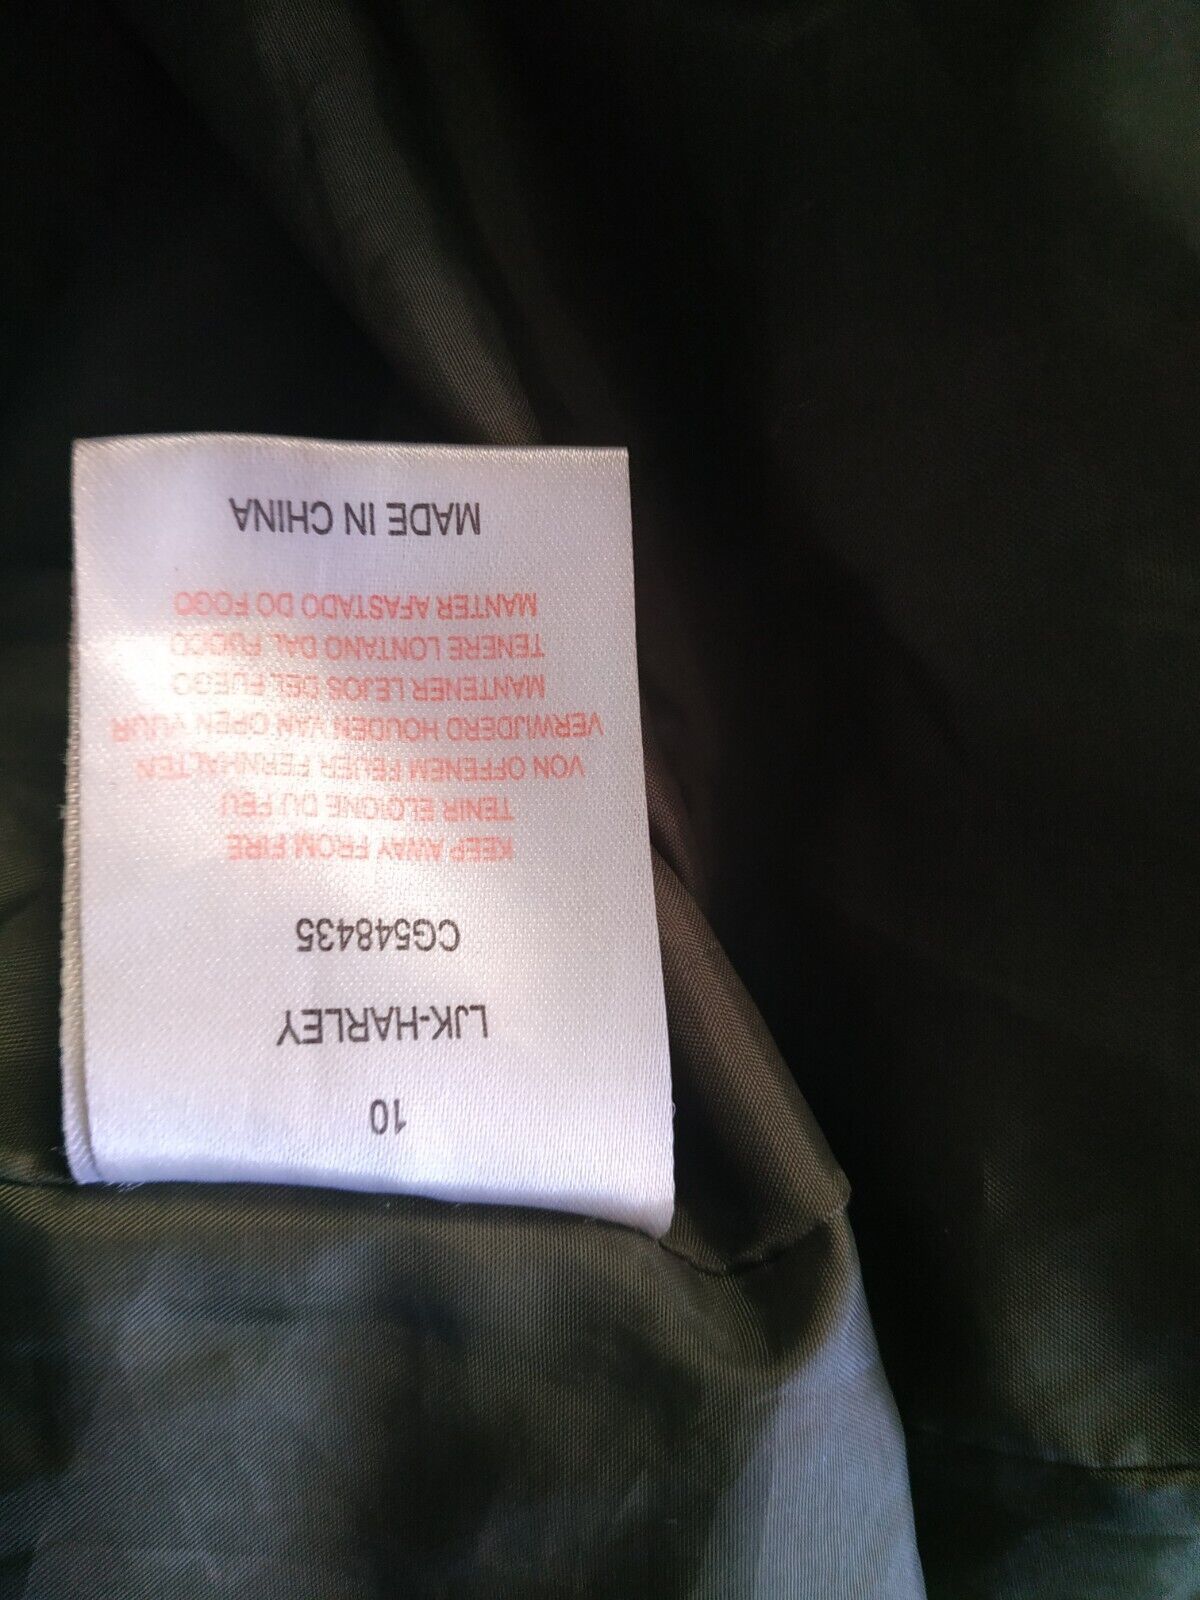 10
LJK-HARLEY
CG548435
KEEP AWAY FROM FIRE
TENIR ELOIGNE DU FEU
VON OFFENEM FEUER FERNHALTEN
VERWIJDERD HOUDEN VAN OPEN VUUR
MANTENER LEJOS DEL FUEGO
TENERE LONTANO DAL FUOCO
MANTER AFASTADO DO FOGO
MADE IN CHINA